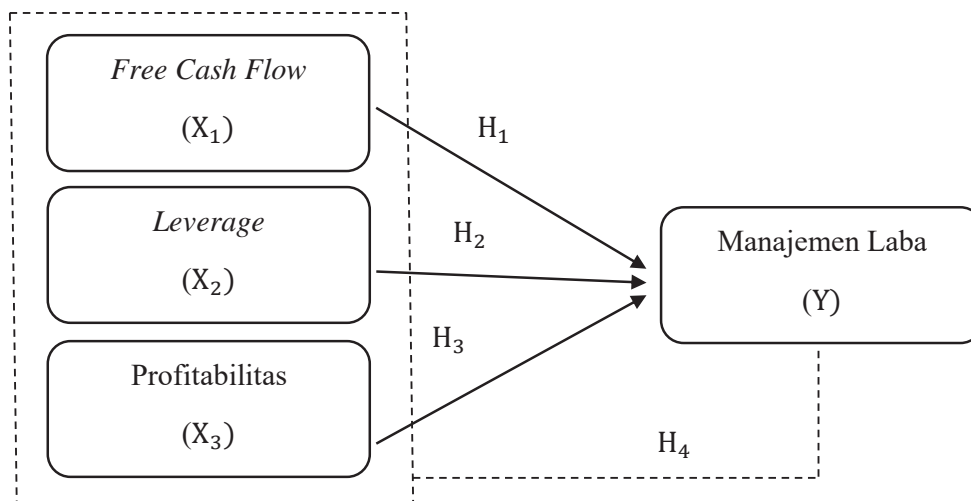 Free Cash Flow
(X₁)
H₁
Leverage
(X₂)
H₂
Manajemen Laba
(Y)
H₃
Profitabilitas
(X₃)
H₄